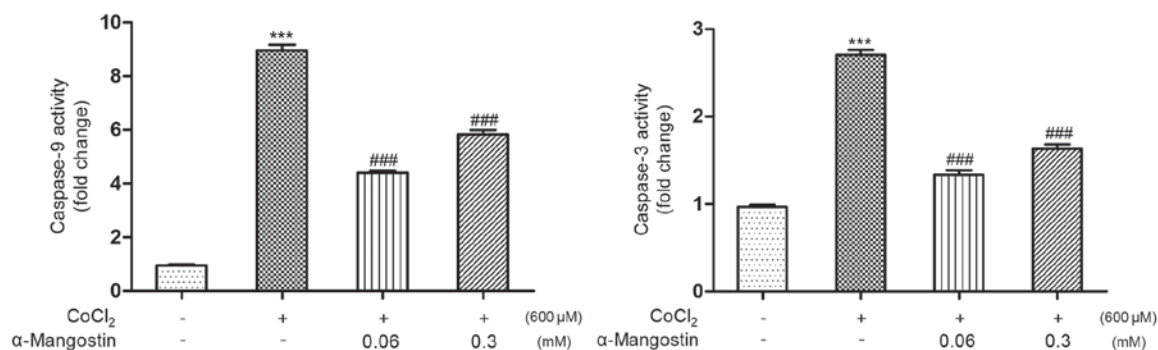 Caspase-9 activity
(fold change)
10
8
6
4
2
0
***
###
###
CoCl₂ - + + + (600 µM)
α-Mangostin - - 0.06 0.3 (mM)
Caspase-3 activity
(fold change)
3
2
1
0
***
###
###
CoCl₂ - + + + (600 µM)
α-Mangostin - - 0.06 0.3 (mM)